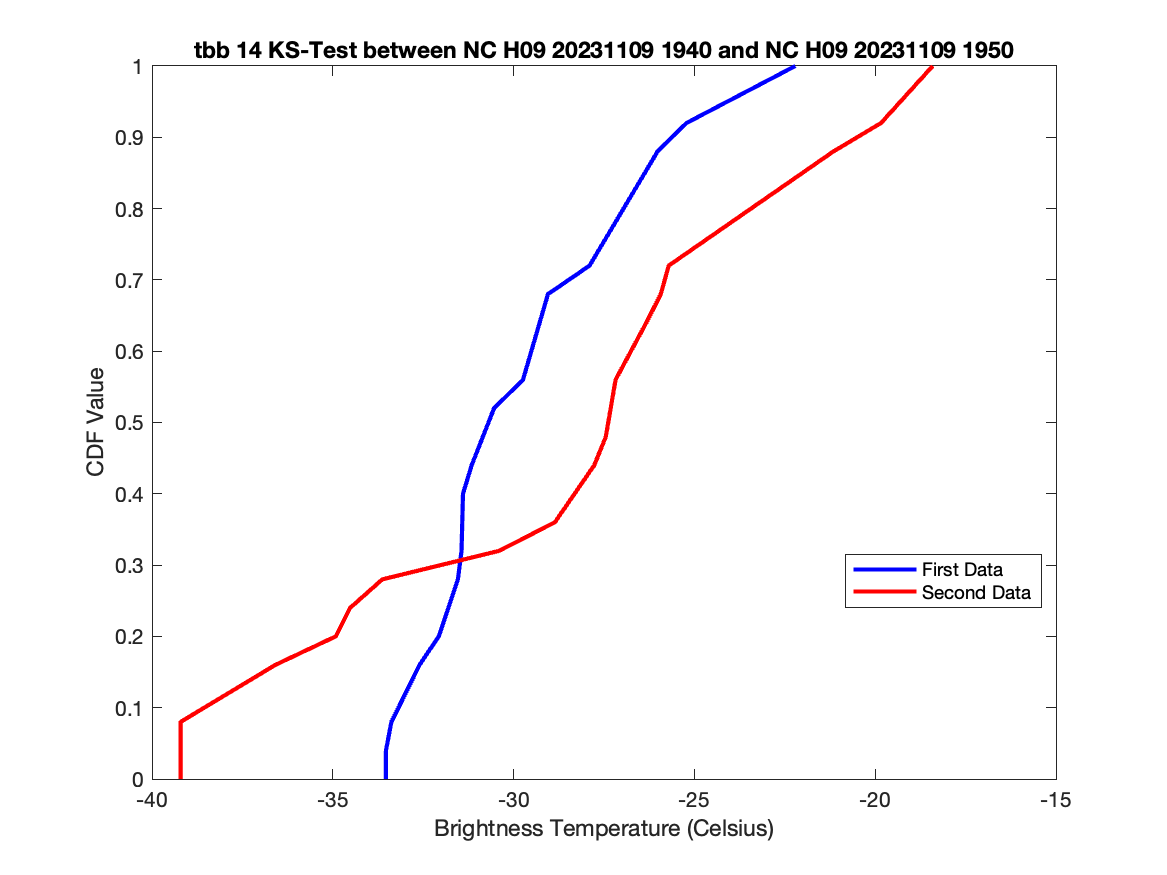 tbb 14 KS-Test between NC H09 20231109 1940 and NC H09 20231109 1950
1
0.9
0.8
0.7
0.6
0.5
0.4
0.3
0.2
0.1
0
CDF Value
First Data
Second Data
-40 -35 -30 -25 -20 -15
Brightness Temperature (Celsius)